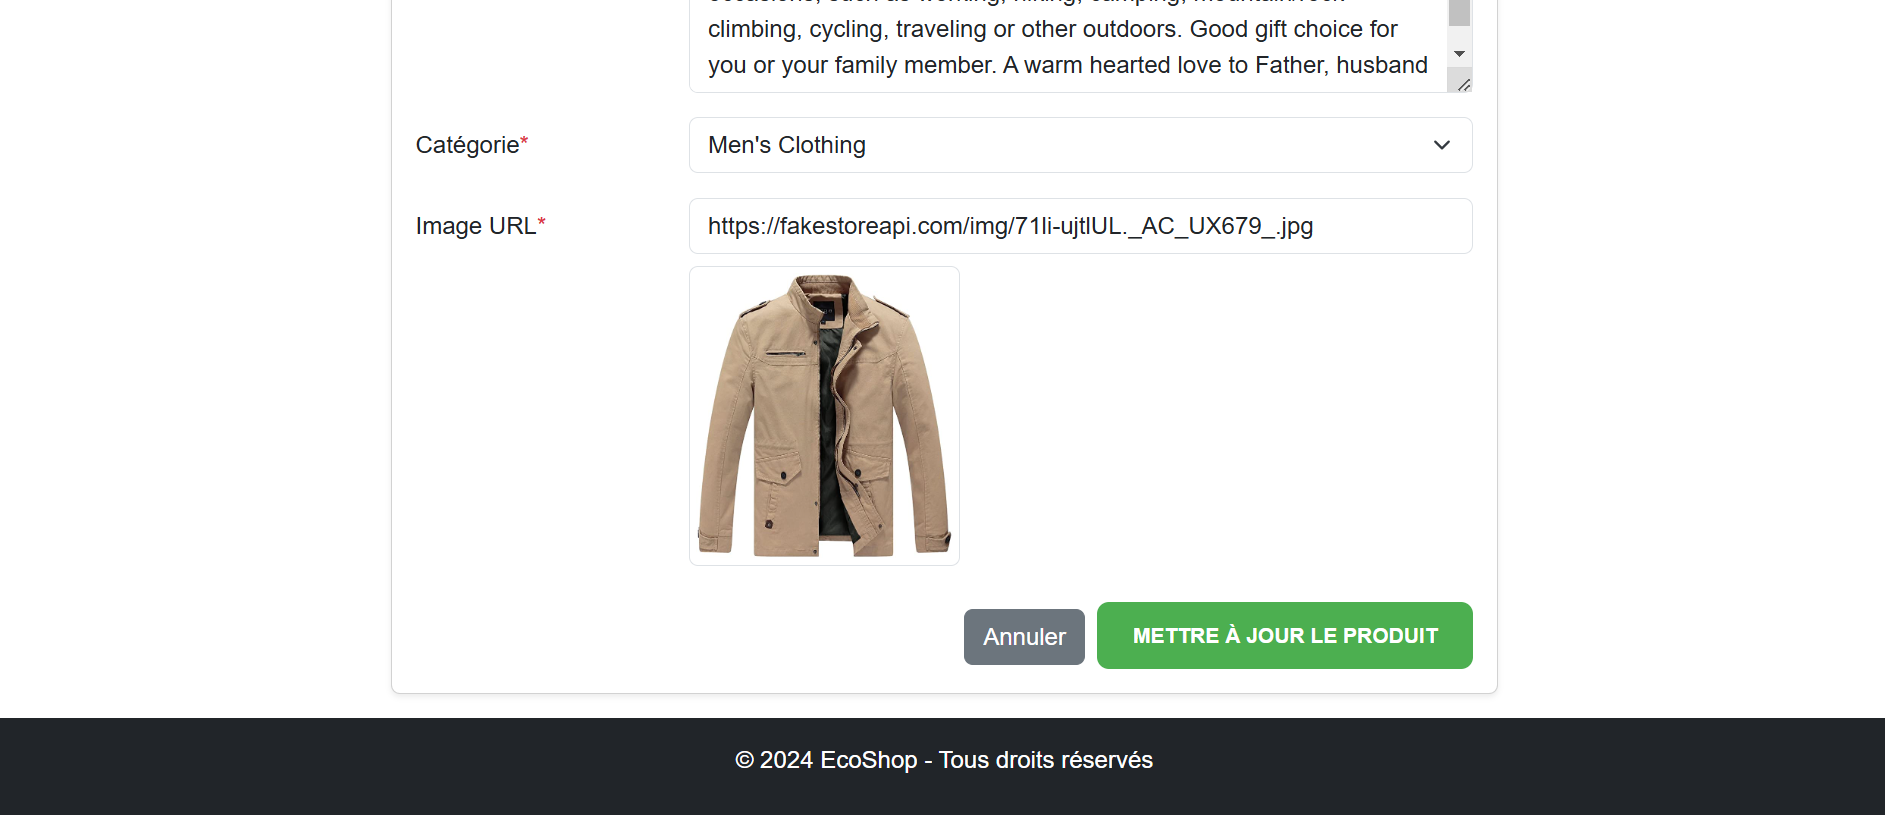 climbing, cycling, traveling or other outdoors. Good gift choice for
you or your family member. A warm hearted love to Father, husband
Catégorie*
Men's Clothing
Image URL*
https://fakestoreapi.com/img/71li-ujtlUL._AC_UX679_.jpg
Annuler
METTRE À JOUR LE PRODUIT
© 2024 EcoShop - Tous droits réservés